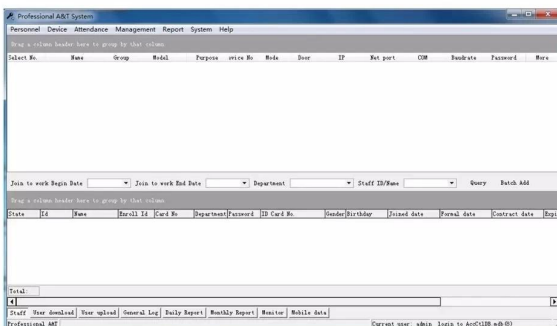 Professional A&T System
Personnel Device Attendance Management Report System Help
Drag a column header here to group by that column
Select No. Name Group Model Purpose evice No Mode Door IP Net port COM Baudrate Password More
Join to work Begin Date Join to work End Date Department Staff ID/Name Query Batch Add
Drag a column header here to group by that column
State Id Name Enroll Id Card No Department Password ID Card No. Gender Birthday Joined date Formal date Contract date Expi
Total:
Staff User download User upload General Log Daily Report Monthly Report Monitor Mobile data
Professional A&T Current user: admin login to AccCtlDB.mdb(8)